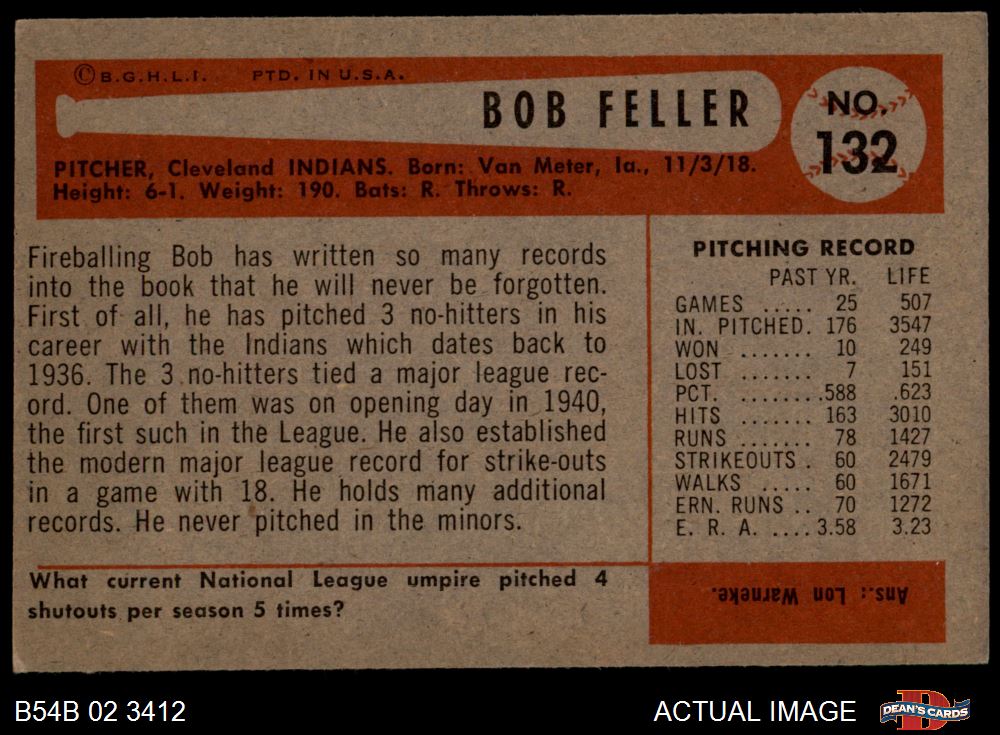 ©B.G.H.L.I. PTD. IN U.S.A.
BOB FELLER
NO.
132
PITCHER, Cleveland INDIANS. Born: Van Meter, Ia., 11/3/18.
Height: 6-1. Weight: 190. Bats: R. Throws: R.
Fireballing Bob has written so many records
into the book that he will never be forgotten.
First of all, he has pitched 3 no-hitters in his
career with the Indians which dates back to
1936. The 3 no-hitters tied a major league rec-
ord. One of them was on opening day in 1940,
the first such in the League. He also established
the modern major league record for strike-outs
in a game with 18. He holds many additional
records. He never pitched in the minors.
PITCHING RECORD
PAST YR. LIFE
GAMES ..... 25 507
IN. PITCHED. 176 3547
WON ....... 10 249
LOST ....... 7 151
PCT. ........588 .623
HITS ....... 163 3010
RUNS ....... 78 1427
STRIKEOUTS . 60 2479
WALKS ..... 60 1671
ERN. RUNS .. 70 1272
E. R. A. ....3.58 3.23
What current National League umpire pitched 4
shutouts per season 5 times?
Ans.: Lon Warneke.
B54B 02 3412
ACTUAL IMAGE
DEAN'S CARDS